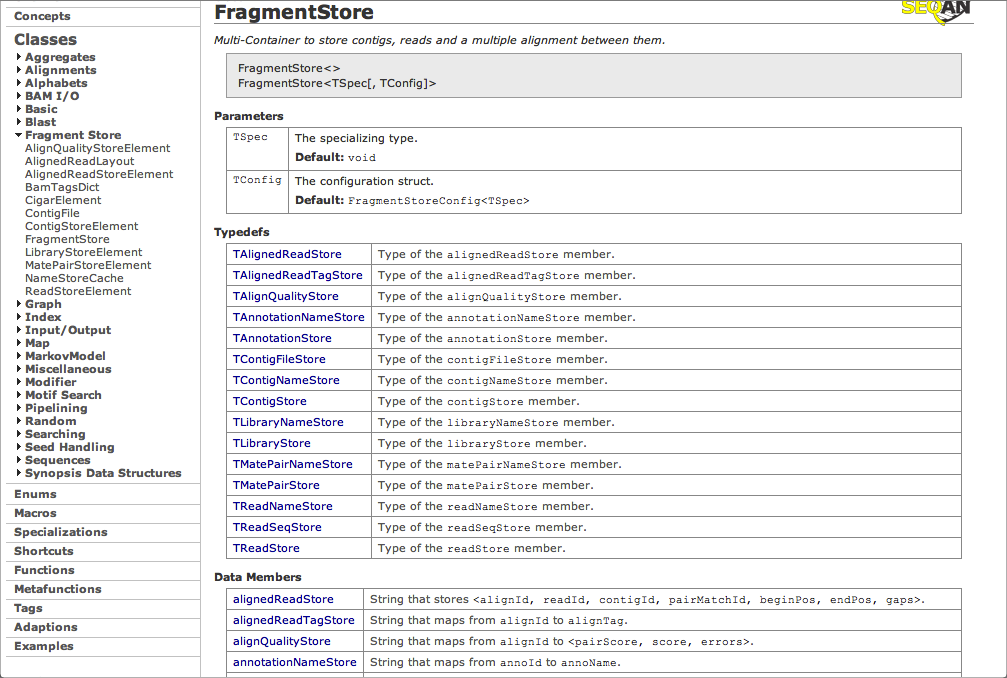 Concepts
Classes
Aggregates
Alignments
Alphabets
BAM I/O
Basic
Blast
Fragment Store
AlignQualityStoreElement
AlignedReadLayout
AlignedReadStoreElement
BamTagsDict
CigarElement
ContigFile
ContigStoreElement
FragmentStore
LibraryStoreElement
MatePairStoreElement
NameStoreCache
ReadStoreElement
Graph
Index
Input/Output
Map
MarkovModel
Miscellaneous
Modifier
Motif Search
Pipelining
Random
Searching
Seed Handling
Sequences
Synopsis Data Structures
Enums
Macros
Specializations
Shortcuts
Functions
Metafunctions
Tags
Adaptions
Examples
FragmentStore
SEQAN
Multi-Container to store contigs, reads and a multiple alignment between them.
FragmentStore<>
FragmentStore<TSpec[, TConfig]>
Parameters
TSpec The specializing type.
Default: void
TConfig The configuration struct.
Default: FragmentStoreConfig<TSpec>
Typedefs
TAlignedReadStore Type of the alignedReadStore member.
TAlignedReadTagStore Type of the alignedReadTagStore member.
TAlignQualityStore Type of the alignQualityStore member.
TAnnotationNameStore Type of the annotationNameStore member.
TAnnotationStore Type of the annotationStore member.
TContigFileStore Type of the contigFileStore member.
TContigNameStore Type of the contigNameStore member.
TContigStore Type of the contigStore member.
TLibraryNameStore Type of the libraryNameStore member.
TLibraryStore Type of the libraryStore member.
TMatePairNameStore Type of the matePairNameStore member.
TMatePairStore Type of the matePairStore member.
TReadNameStore Type of the readNameStore member.
TReadSeqStore Type of the readSeqStore member.
TReadStore Type of the readStore member.
Data Members
alignedReadStore String that stores <alignId, readId, contigId, pairMatchId, beginPos, endPos, gaps>.
alignedReadTagStore String that maps from alignId to alignTag.
alignQualityStore String that maps from alignId to <pairScore, score, errors>.
annotationNameStore String that maps from annoId to annoName.